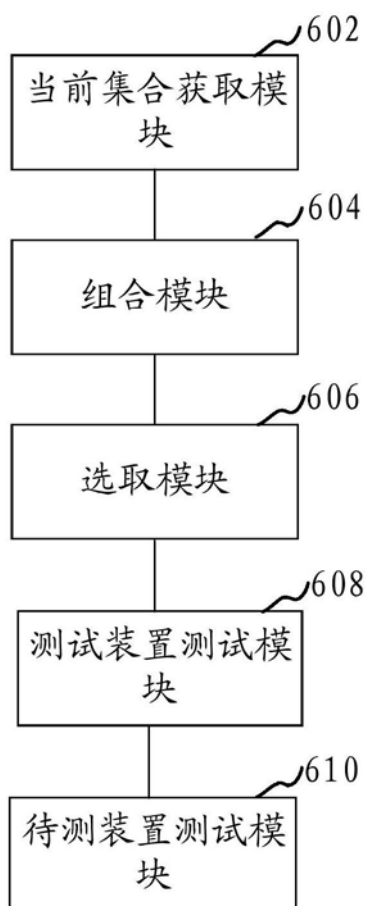 602
当前集合获取模
块
604
组合模块
606
选取模块
608
测试装置测试模
块
610
待测装置测试模
块